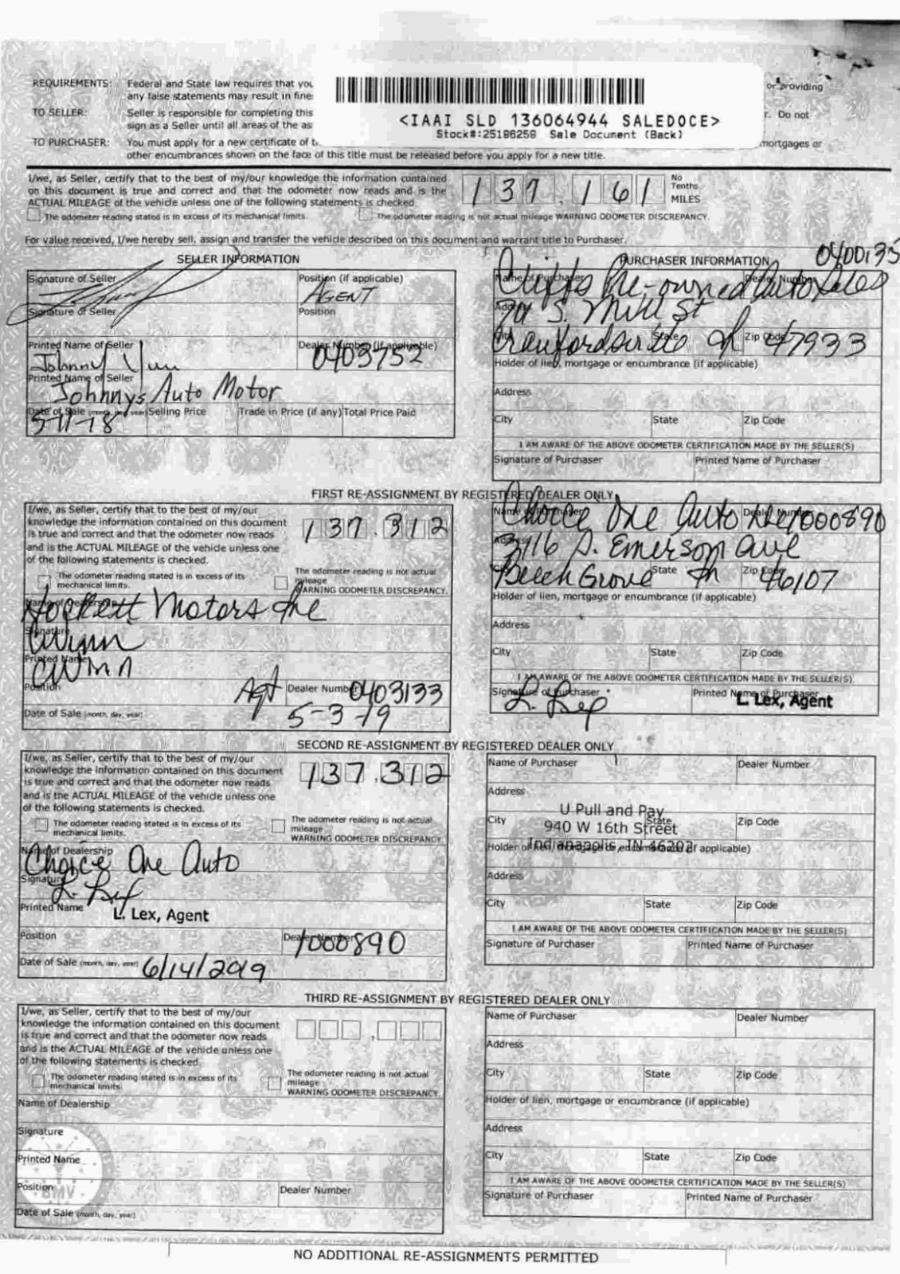 REQUIREMENTS: Federal and State law requires that you
any false statements may result in fine
or providing
TO SELLER: Seller is responsible for completing this
r. Do not
sign as a Seller until all areas of the as
TO PURCHASER: You must apply for a new certificate of t
mortgages or
other encumbrances shown on the face of this title must be released before you apply for a new title.
<IAAI SLD 136064944 SALEDOCE>
Stock#:25198259 Sale Document (Back)
I/we, as Seller, certify that to the best of my/our knowledge the information contained
on this document is true and correct and that the odometer now reads and is the
ACTUAL MILEAGE of the vehicle unless one of the following statements is checked.
137,161
No Tenths MILES
The odometer reading stated is in excess of its mechanical limits.
The odometer reading is not actual mileage WARNING ODOMETER DISCREPANCY.
For value received, I/we hereby sell, assign and transfer the vehicle described on this document and warrant title to Purchaser.
SELLER INFORMATION
Signature of Seller
Position (if applicable)
AGENT
Signature of Seller
Position
Printed Name of Seller
Johnny
Dealer Number (if applicable)
0403752
Printed Name of Seller
Johnnys Auto Motor
Date of Sale (month, day, year)
Selling Price
Trade in Price (if any)
Total Price Paid
PURCHASER INFORMATION
0400135
Name of Purchaser
Dealer Number
Cliffs Pre-owned Auto Sales
Address
S. Mill St
Crawfordsville
State
Zip Code
47933
Holder of lien, mortgage or encumbrance (if applicable)
Address
City
State
Zip Code
I AM AWARE OF THE ABOVE ODOMETER CERTIFICATION MADE BY THE SELLER(S)
Signature of Purchaser
Printed Name of Purchaser
FIRST RE-ASSIGNMENT BY REGISTERED DEALER ONLY
I/we, as Seller, certify that to the best of my/our
knowledge the information contained on this document
is true and correct and that the odometer now reads
and is the ACTUAL MILEAGE of the vehicle unless one
of the following statements is checked.
137,312
The odometer reading stated is in excess of its
mechanical limits.
The odometer reading is not actual
mileage
WARNING ODOMETER DISCREPANCY.
Name of Dealership
Motors Inc
Signature
Printed Name
Position
Agt
Dealer Number
0403133
Date of Sale (month, day, year)
5-3-19
Name of Purchaser
Dealer Number
Choice One Auto
1000890
3116 S. Emerson Ave
Beech Grove
State
In
Zip Code
46107
Holder of lien, mortgage or encumbrance (if applicable)
Address
City
State
Zip Code
I AM AWARE OF THE ABOVE ODOMETER CERTIFICATION MADE BY THE SELLER(S)
Signature of Purchaser
L. Lex
Printed Name of Purchaser
L. Lex, Agent
SECOND RE-ASSIGNMENT BY REGISTERED DEALER ONLY
I/we, as Seller, certify that to the best of my/our
knowledge the information contained on this document
is true and correct and that the odometer now reads
and is the ACTUAL MILEAGE of the vehicle unless one
of the following statements is checked.
137,312
The odometer reading stated is in excess of its
mechanical limits.
The odometer reading is not actual
mileage
WARNING ODOMETER DISCREPANCY.
Name of Dealership
Choice One Auto
Signature
L. Lex
Printed Name
L. Lex, Agent
Position
Dealer Number
1000890
Date of Sale (month, day, year)
6/14/2019
Name of Purchaser
Dealer Number
Address
U Pull and Pay
City
State
Zip Code
940 W 16th Street
Holder of lien, mortgage or encumbrance (if applicable)
Indianapolis, IN 46202
Address
City
State
Zip Code
I AM AWARE OF THE ABOVE ODOMETER CERTIFICATION MADE BY THE SELLER(S)
Signature of Purchaser
Printed Name of Purchaser
THIRD RE-ASSIGNMENT BY REGISTERED DEALER ONLY
I/we, as Seller, certify that to the best of my/our
knowledge the information contained on this document
is true and correct and that the odometer now reads
and is the ACTUAL MILEAGE of the vehicle unless one
of the following statements is checked.
The odometer reading stated is in excess of its
mechanical limits.
The odometer reading is not actual
mileage
WARNING ODOMETER DISCREPANCY.
Name of Dealership
Signature
Printed Name
Position
BMV
Dealer Number
Date of Sale (month, day, year)
Name of Purchaser
Dealer Number
Address
City
State
Zip Code
Holder of lien, mortgage or encumbrance (if applicable)
Address
City
State
Zip Code
I AM AWARE OF THE ABOVE ODOMETER CERTIFICATION MADE BY THE SELLER(S)
Signature of Purchaser
Printed Name of Purchaser
NO ADDITIONAL RE-ASSIGNMENTS PERMITTED